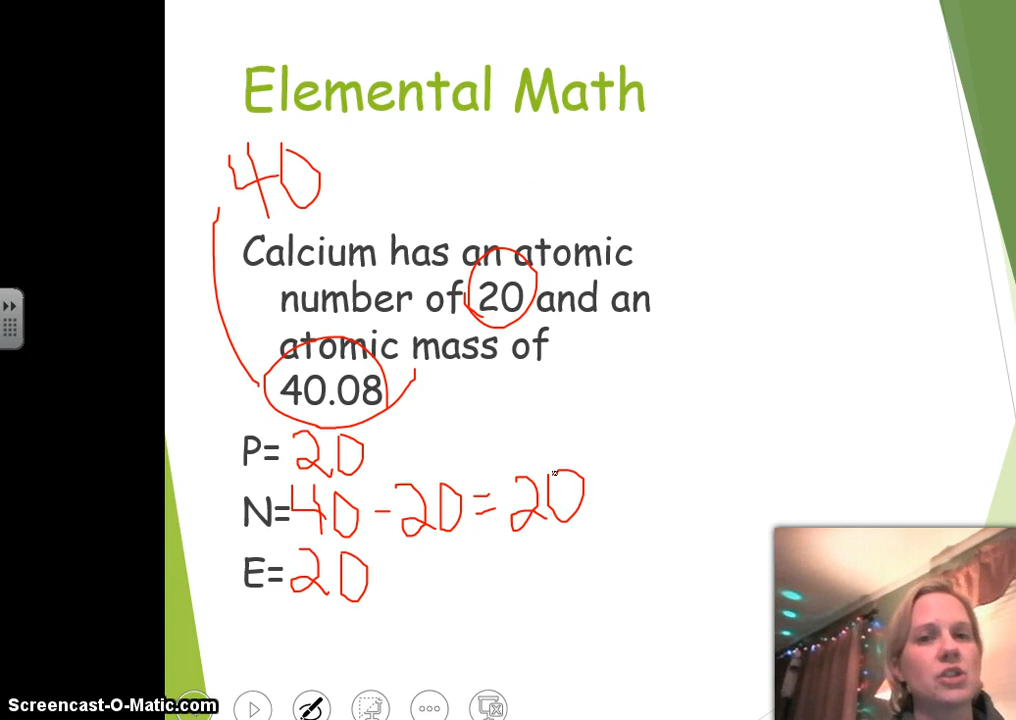 Elemental Math
40
Calcium has an atomic
number of 20 and an
atomic mass of
40.08
P= 20
N=40 - 20 = 20
E= 20
Screencast-O-Matic.com